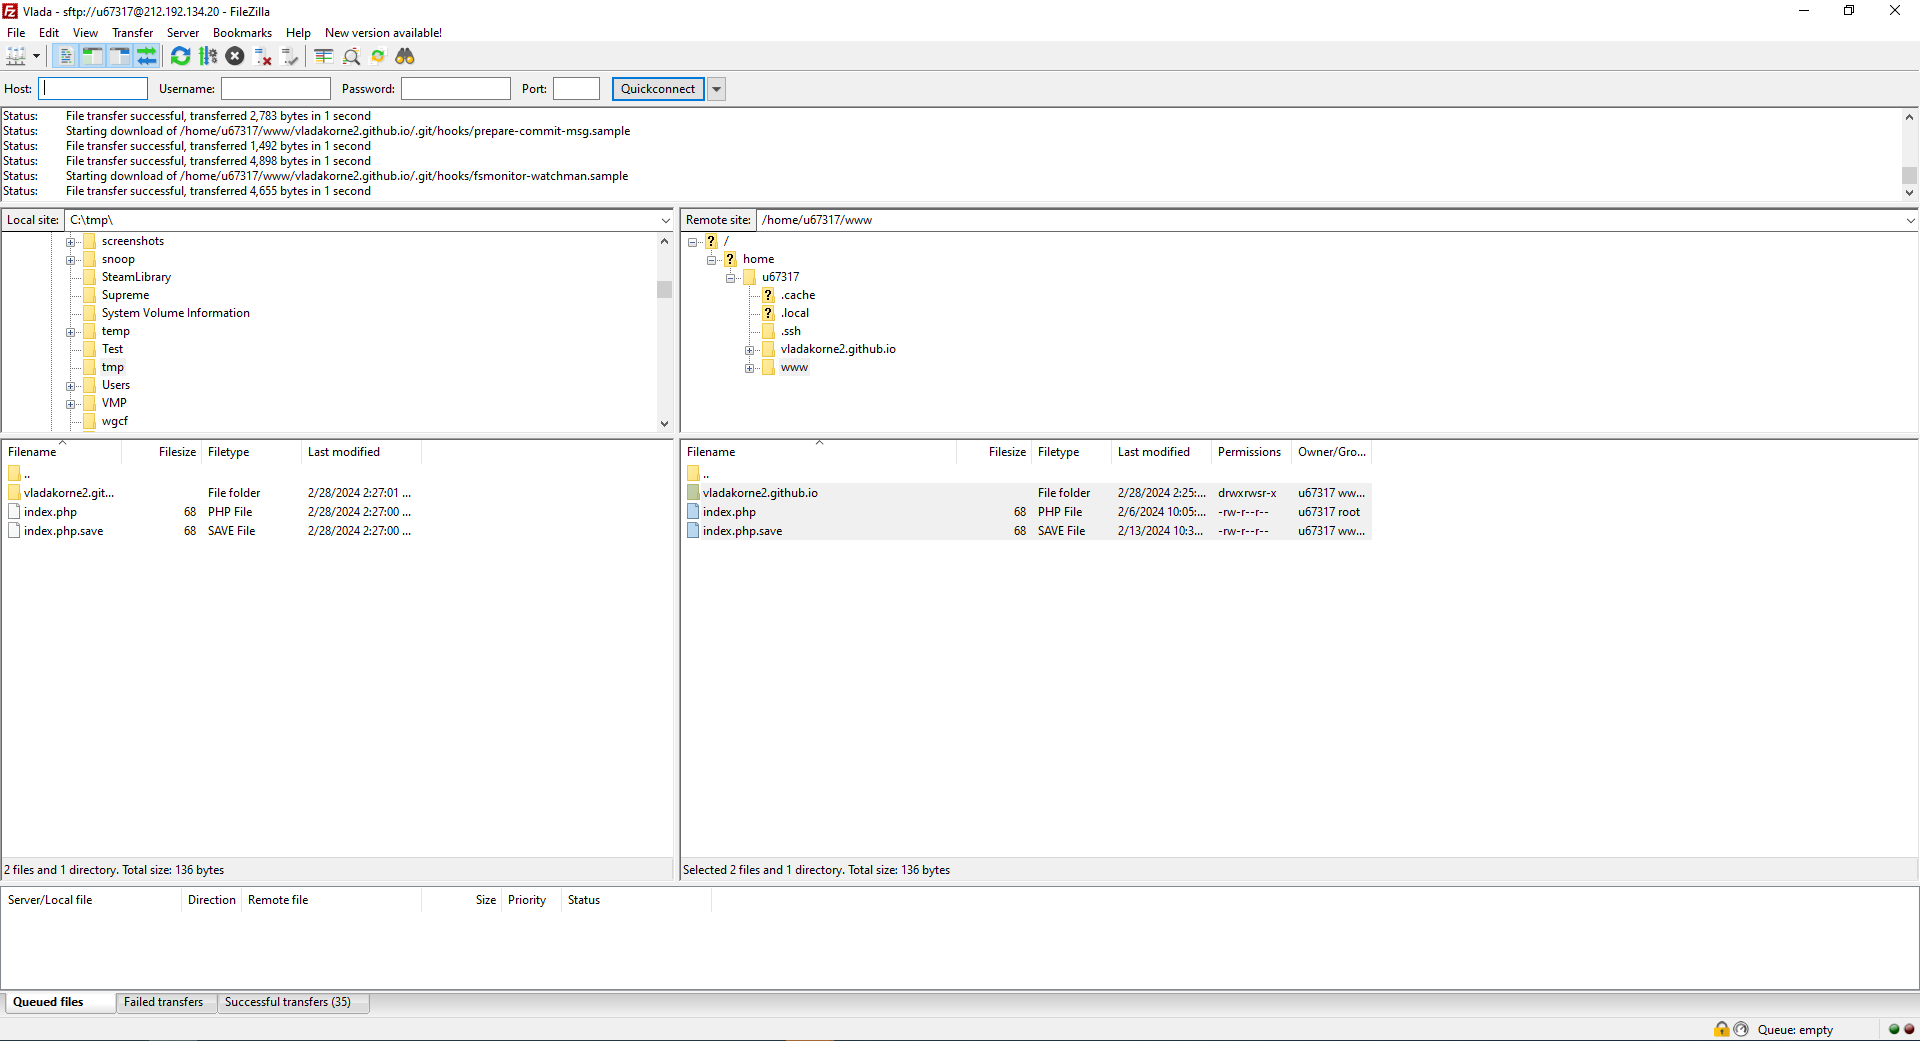 Vlada - sftp://u67317@212.192.134.20 - FileZilla
File Edit View Transfer Server Bookmarks Help New version available!
Host: Username: Password: Port: Quickconnect
Status: File transfer successful, transferred 2,783 bytes in 1 second
Status: Starting download of /home/u67317/www/vladakorne2.github.io/.git/hooks/prepare-commit-msg.sample
Status: File transfer successful, transferred 1,492 bytes in 1 second
Status: File transfer successful, transferred 4,898 bytes in 1 second
Status: Starting download of /home/u67317/www/vladakorne2.github.io/.git/hooks/fsmonitor-watchman.sample
Status: File transfer successful, transferred 4,655 bytes in 1 second
Local site: C:\tmp\
screenshots
snoop
SteamLibrary
Supreme
System Volume Information
temp
Test
tmp
Users
VMP
wgcf
Remote site: /home/u67317/www
/
home
u67317
.cache
.local
.ssh
vladakorne2.github.io
www
Filename Filesize Filetype Last modified
..
vladakorne2.git... File folder 2/28/2024 2:27:01 ...
index.php 68 PHP File 2/28/2024 2:27:00 ...
index.php.save 68 SAVE File 2/28/2024 2:27:00 ...
2 files and 1 directory. Total size: 136 bytes
Filename Filesize Filetype Last modified Permissions Owner/Gro...
..
vladakorne2.github.io File folder 2/28/2024 2:25:... drwxrwsr-x u67317 ww...
index.php 68 PHP File 2/6/2024 10:05:... -rw-r--r-- u67317 root
index.php.save 68 SAVE File 2/13/2024 10:3... -rw-r--r-- u67317 ww...
Selected 2 files and 1 directory. Total size: 136 bytes
Server/Local file Direction Remote file Size Priority Status
Queued files Failed transfers Successful transfers (35)
Queue: empty